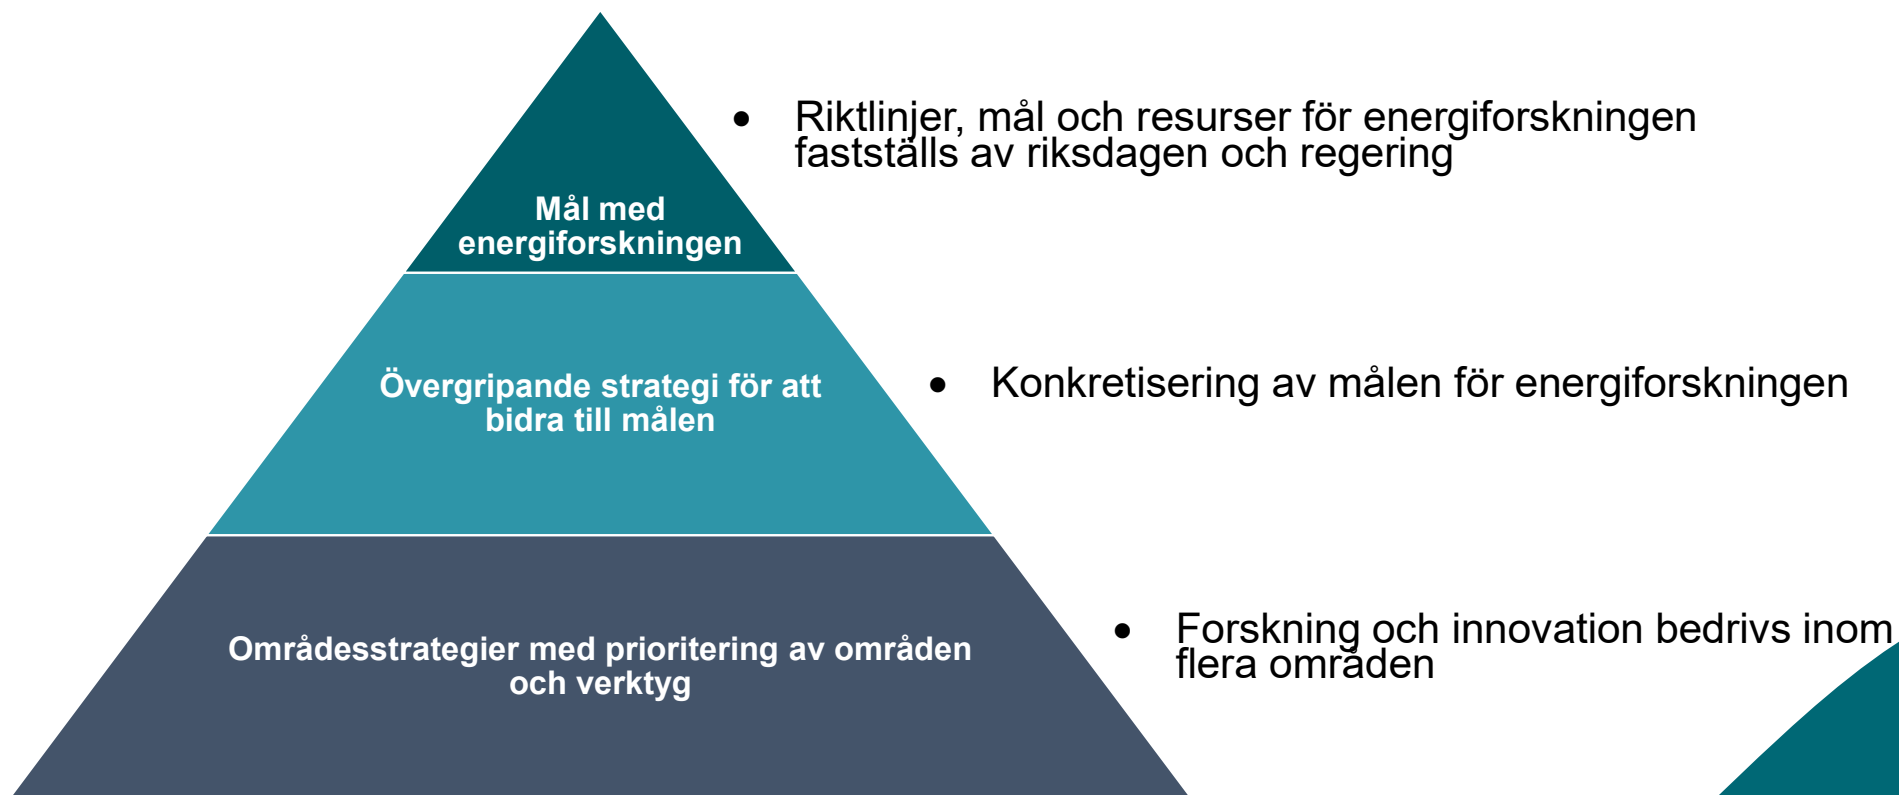 • Riktlinjer, mål och resurser för energiforskningen
fastställs av riksdagen och regering
Mål med
energiforskningen
Övergripande strategi för att
bidra till målen
• Konkretisering av målen för energiforskningen
Områdesstrategier med prioritering av områden
och verktyg
• Forskning och innovation bedrivs inom
flera områden